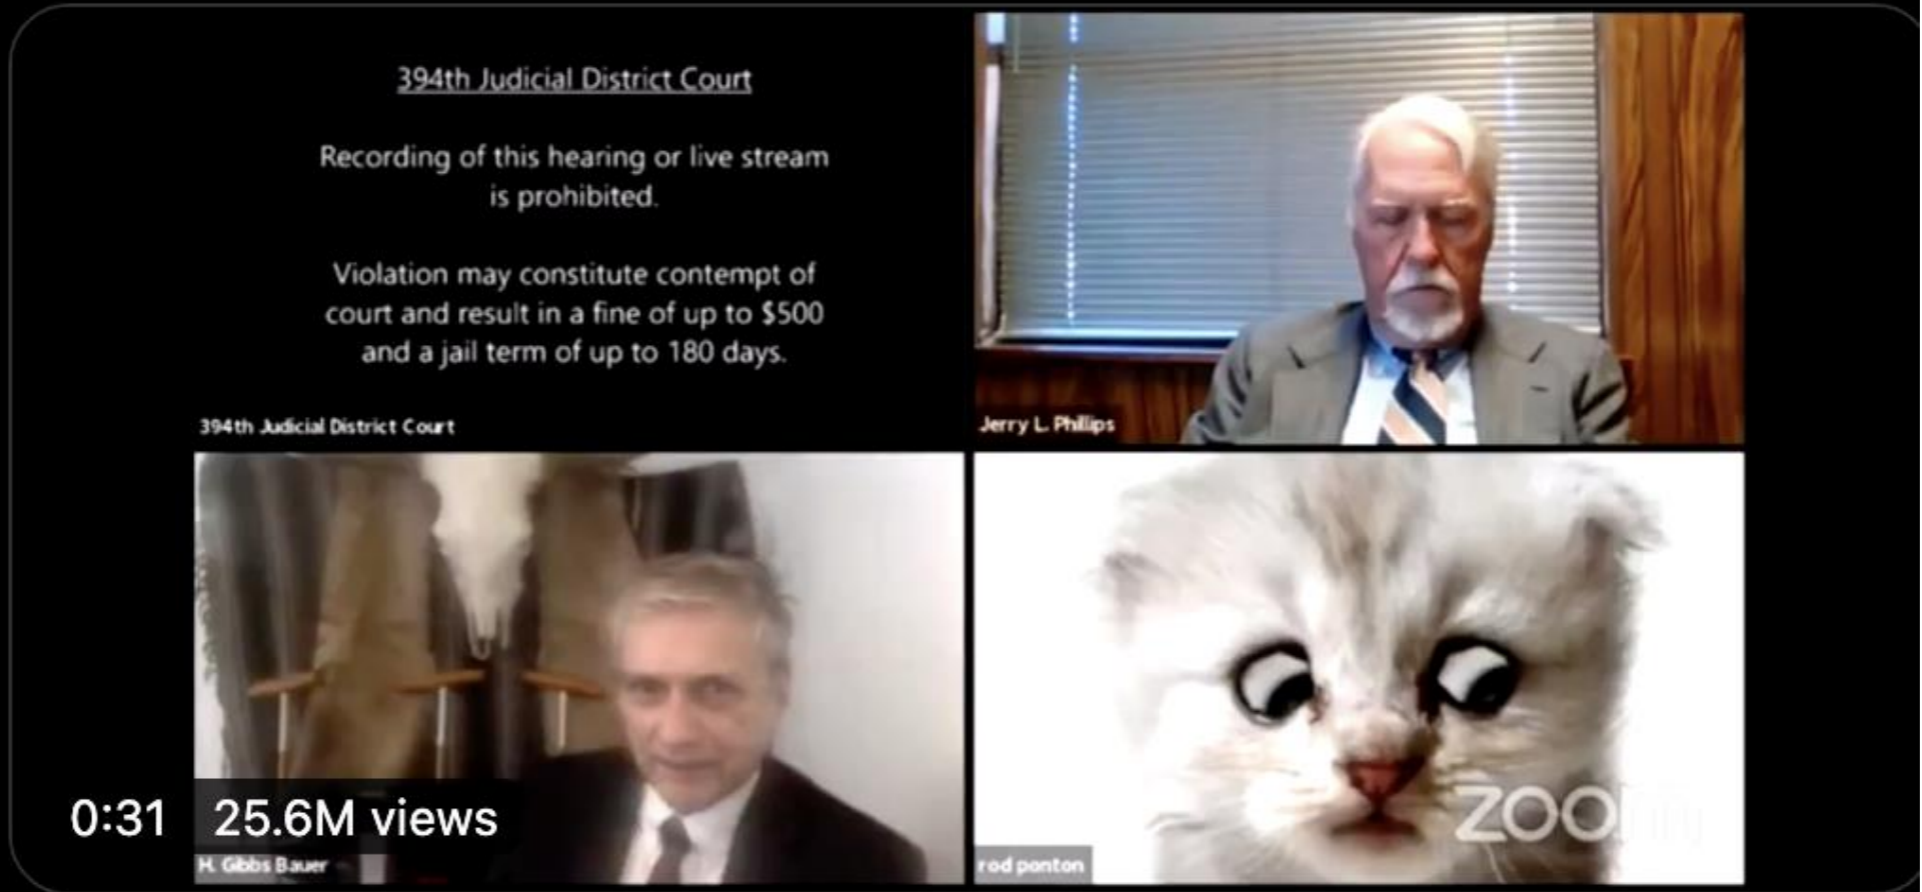 394th Judicial District Court
Recording of this hearing or live stream
is prohibited.
Violation may constitute contempt of
court and result in a fine of up to $500
and a jail term of up to 180 days.
394th Judicial District Court
Jerry L. Phillips
0:31 25.6M views
H. Gibbs Bauer
rod ponton
zoom